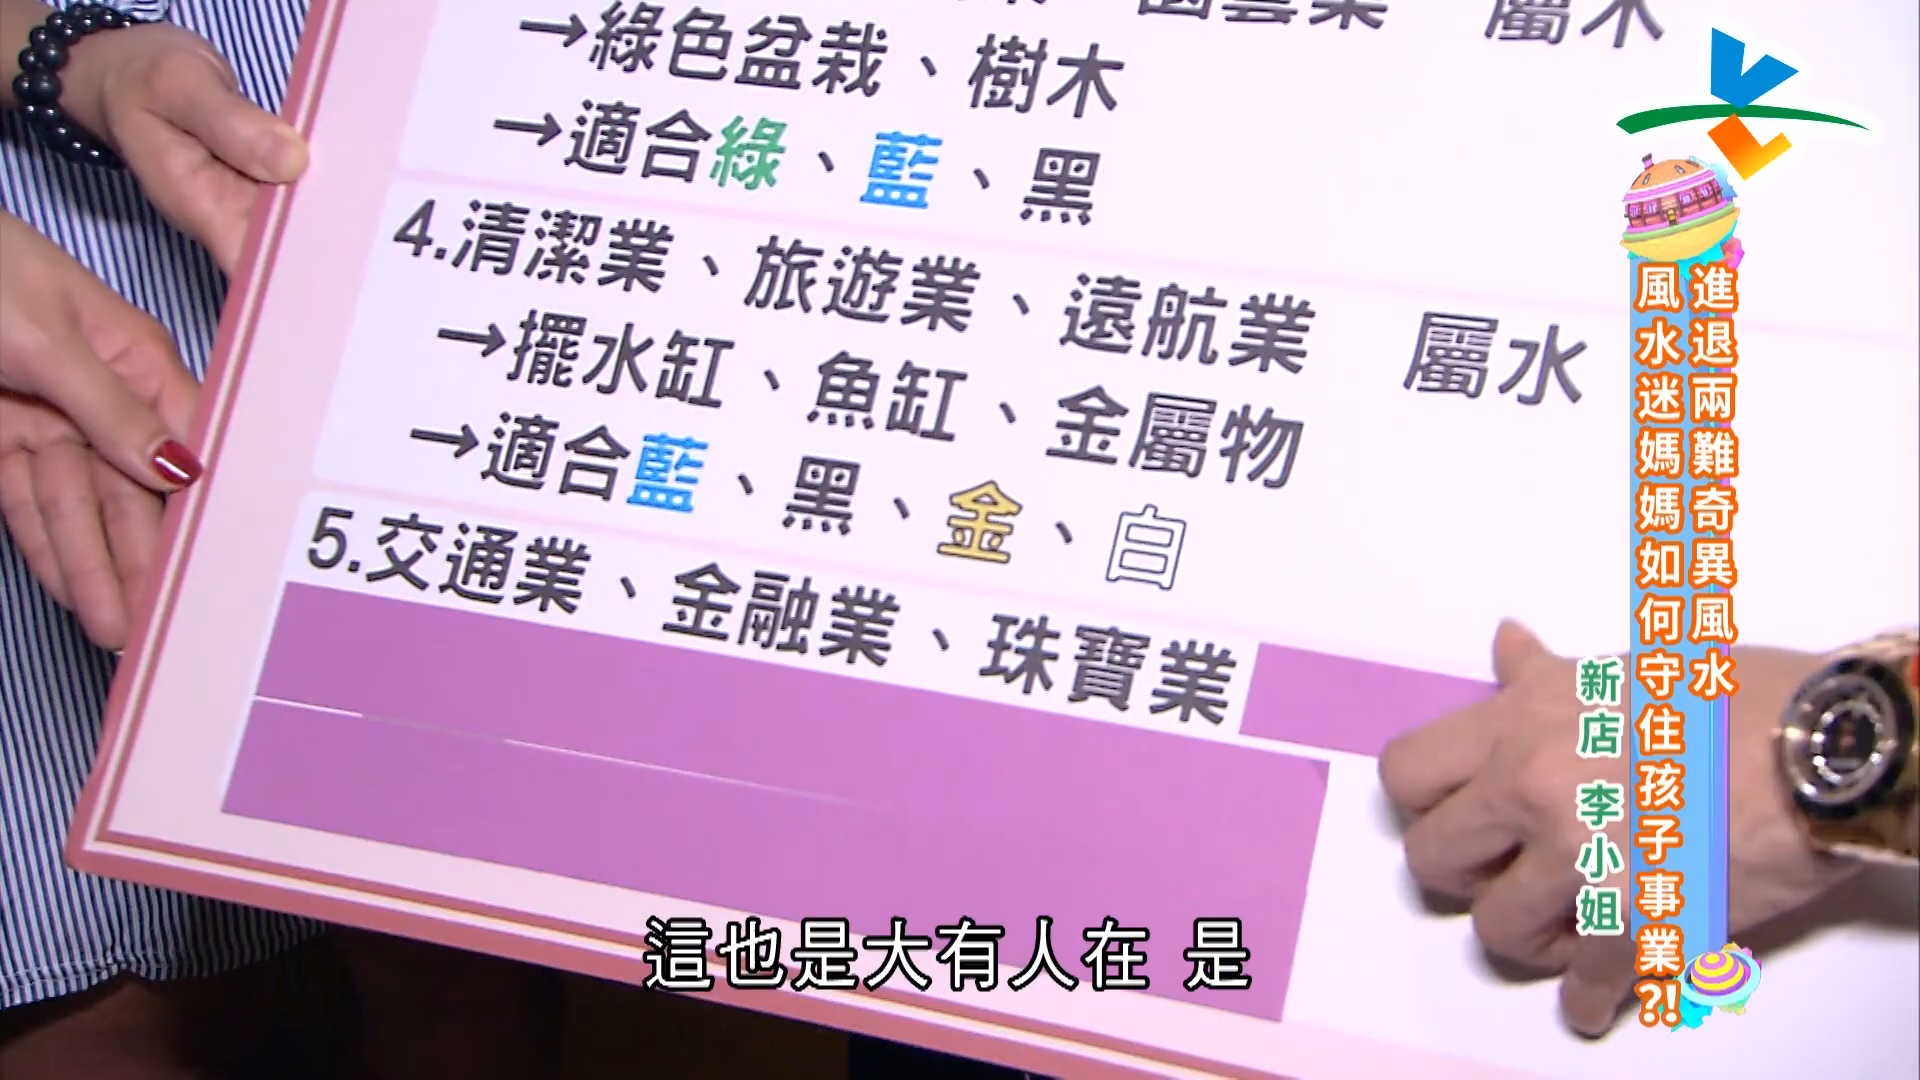 屬木
→綠色盆栽、樹木
→適合綠、藍、黑
4.清潔業、旅遊業、遠航業 屬水
→擺水缸、魚缸、金屬物
→適合藍、黑、金、白
5.交通業、金融業、珠寶業
進退兩難奇異風水
風水迷媽媽如何守住孩子事業?!
新店 李小姐
這也是大有人在 是